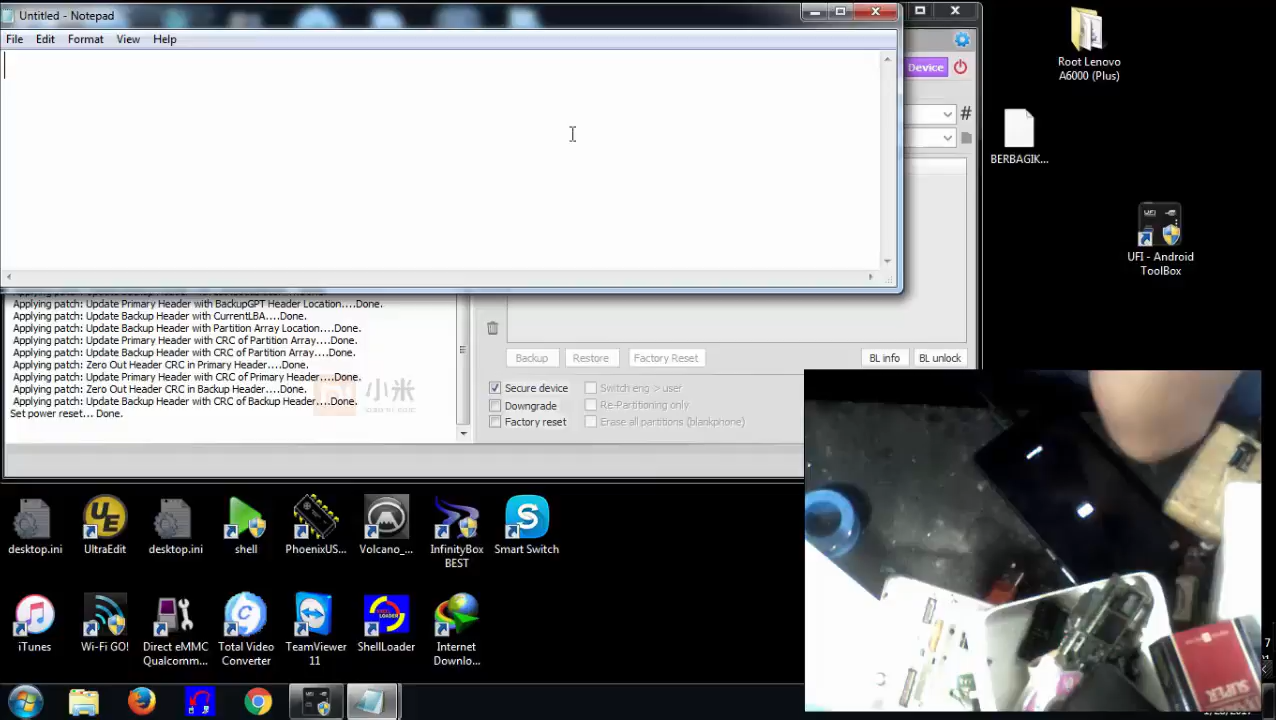 Untitled - Notepad
File Edit Format View Help
Device
#
Root Lenovo
A6000 (Plus)
BERBAGIK...
UFI - Android
ToolBox
Applying patch: Update Primary Header with BackupGPT Header Location....Done.
Applying patch: Update Backup Header with CurrentLBA....Done.
Applying patch: Update Backup Header with Partition Array Location....Done.
Applying patch: Update Primary Header with CRC of Partition Array....Done.
Applying patch: Update Backup Header with CRC of Partition Array....Done.
Applying patch: Zero Out Header CRC in Primary Header....Done.
Applying patch: Update Primary Header with CRC of Primary Header....Done.
Applying patch: Zero Out Header CRC in Backup Header....Done.
Applying patch: Update Backup Header with CRC of Backup Header....Done.
Set power reset... Done.
小米
Backup Restore Factory Reset BL info BL unlock
Secure device Switch eng > user
Downgrade Re-Partitioning only
Factory reset Erase all partitions (blankphone)
desktop.ini UltraEdit desktop.ini shell PhoenixUS... Volcano_... InfinityBox
BEST Smart Switch
iTunes Wi-Fi GO! Direct eMMC
Qualcomm... Total Video
Converter TeamViewer
11 ShellLoader Internet
Downlo...
SUPER